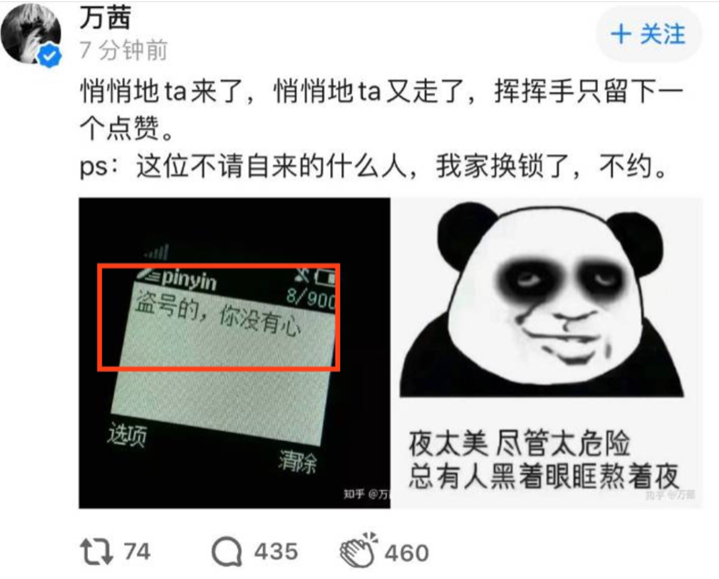 万茜
7 分钟前
+ 关注
悄悄地ta来了，悄悄地ta又走了，挥挥手只留下一
个点赞。
ps：这位不请自来的什么人，我家换锁了，不约。
pinyin
8/900
盗号的，你没有心
选项
清除
知乎 @万
夜太美 尽管太危险
总有人黑着眼眶熬着夜
知乎 @万茜
74
435
460